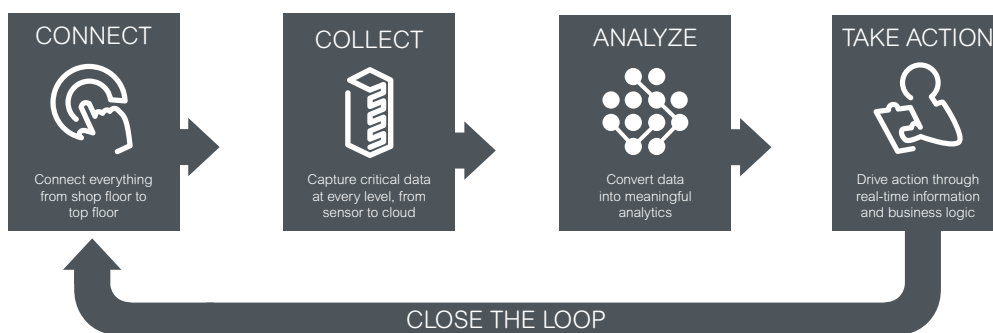 CONNECT
Connect everything
from shop floor to
top floor
COLLECT
Capture critical data
at every level, from
sensor to cloud
ANALYZE
Convert data
into meaningful
analytics
TAKE ACTION
Drive action through
real-time information
and business logic
CLOSE THE LOOP